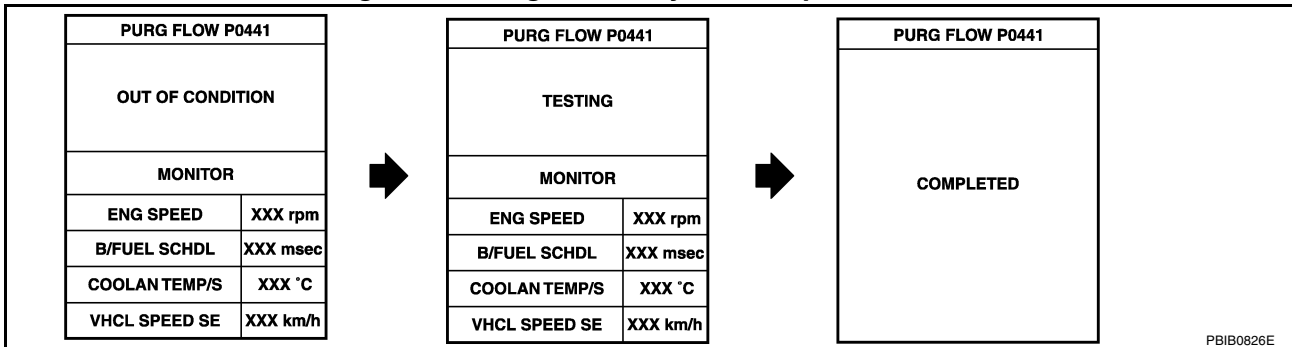 PURG FLOW P0441
OUT OF CONDITION
MONITOR
ENG SPEED XXX rpm
B/FUEL SCHDL XXX msec
COOLAN TEMP/S XXX °C
VHCL SPEED SE XXX km/h
PURG FLOW P0441
TESTING
MONITOR
ENG SPEED XXX rpm
B/FUEL SCHDL XXX msec
COOLAN TEMP/S XXX °C
VHCL SPEED SE XXX km/h
PURG FLOW P0441
COMPLETED
PBIB0826E